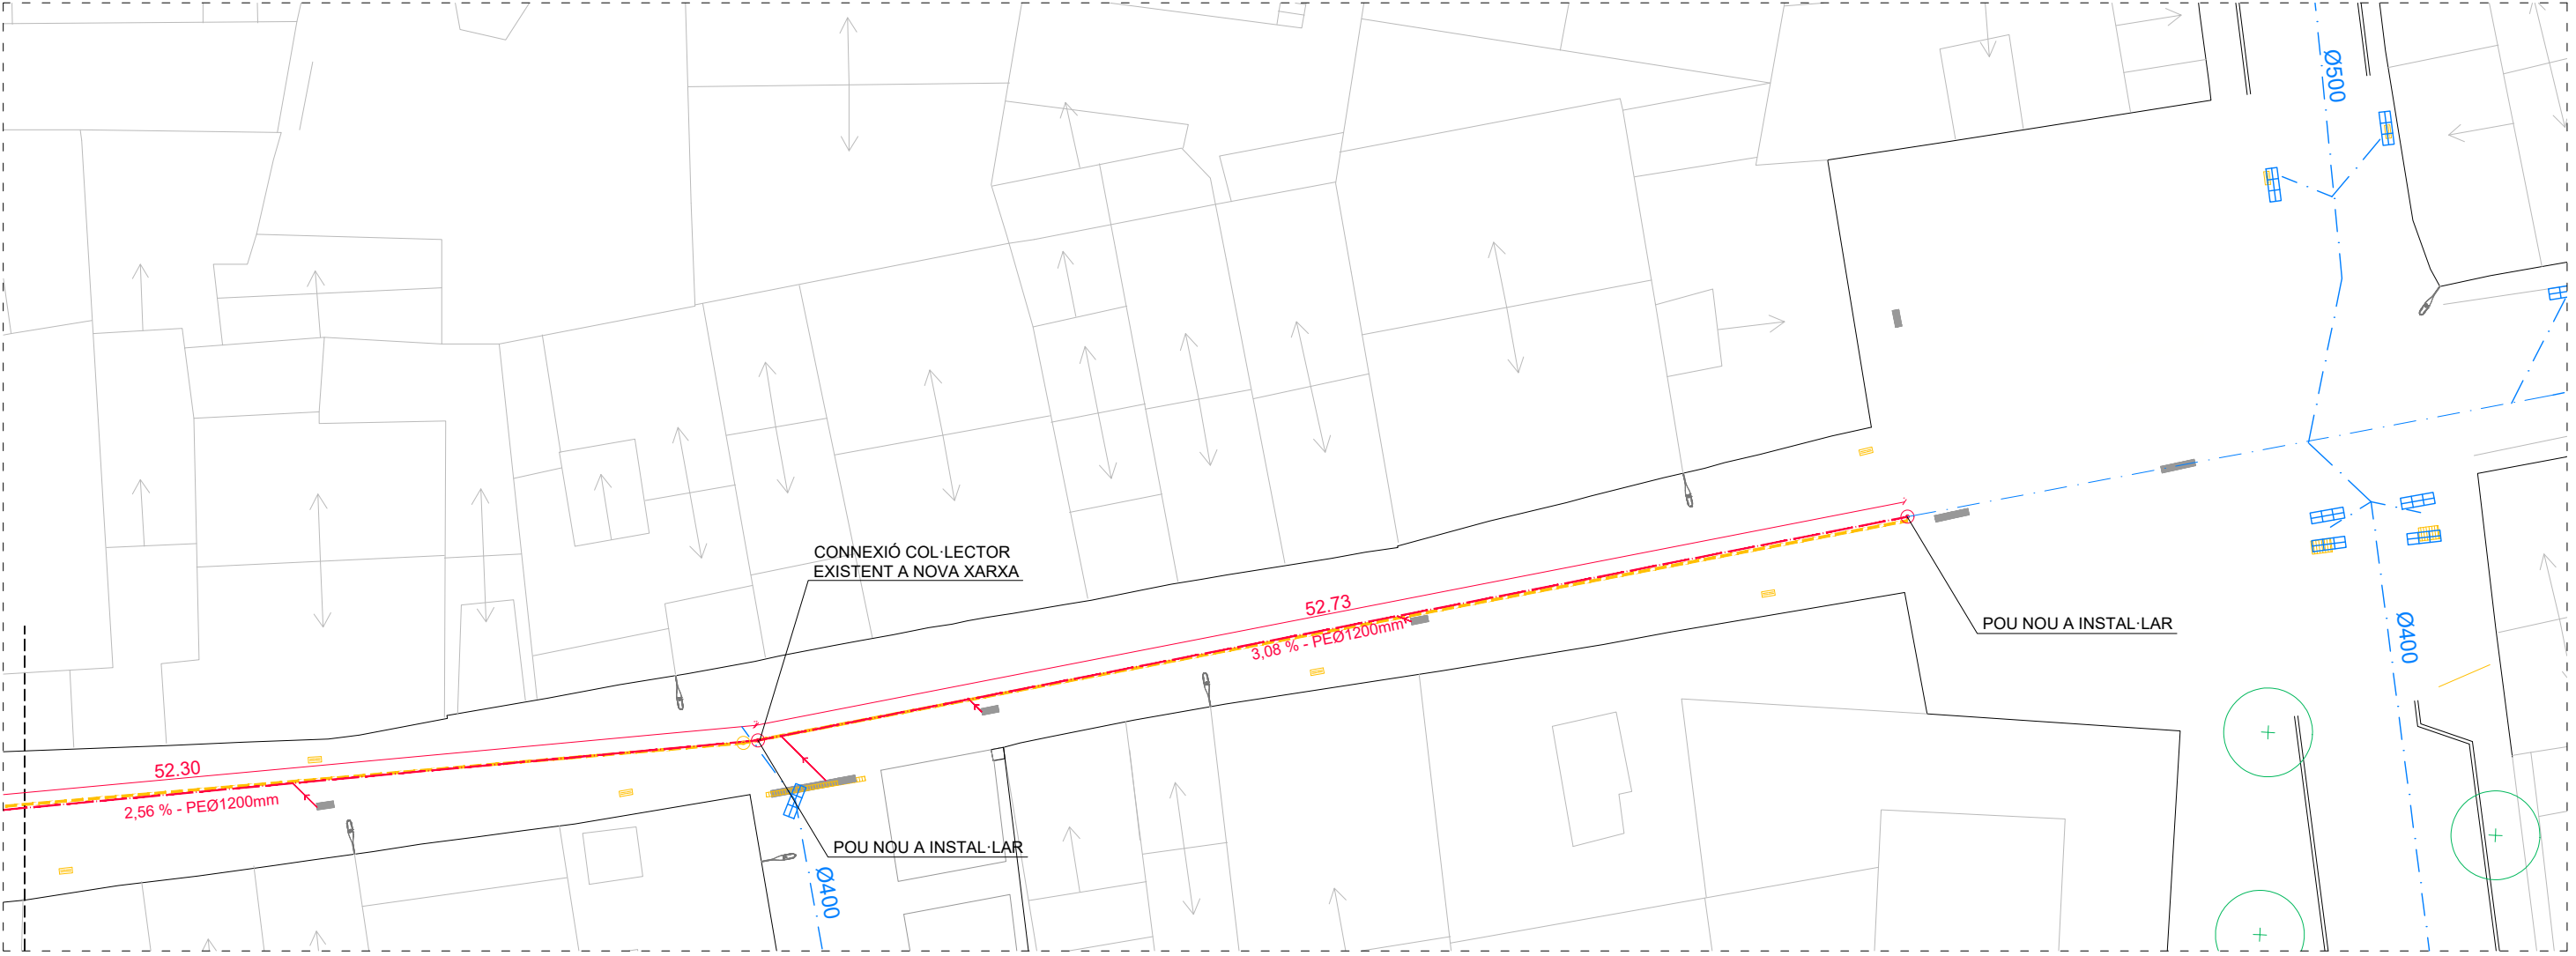 Ø500
CONNEXIÓ COL·LECTOR
EXISTENT A NOVA XARXA
52.73
3,08 % - PEØ1200mm
POU NOU A INSTAL·LAR
Ø400
52.30
2,56 % - PEØ1200mm
POU NOU A INSTAL·LAR
Ø400